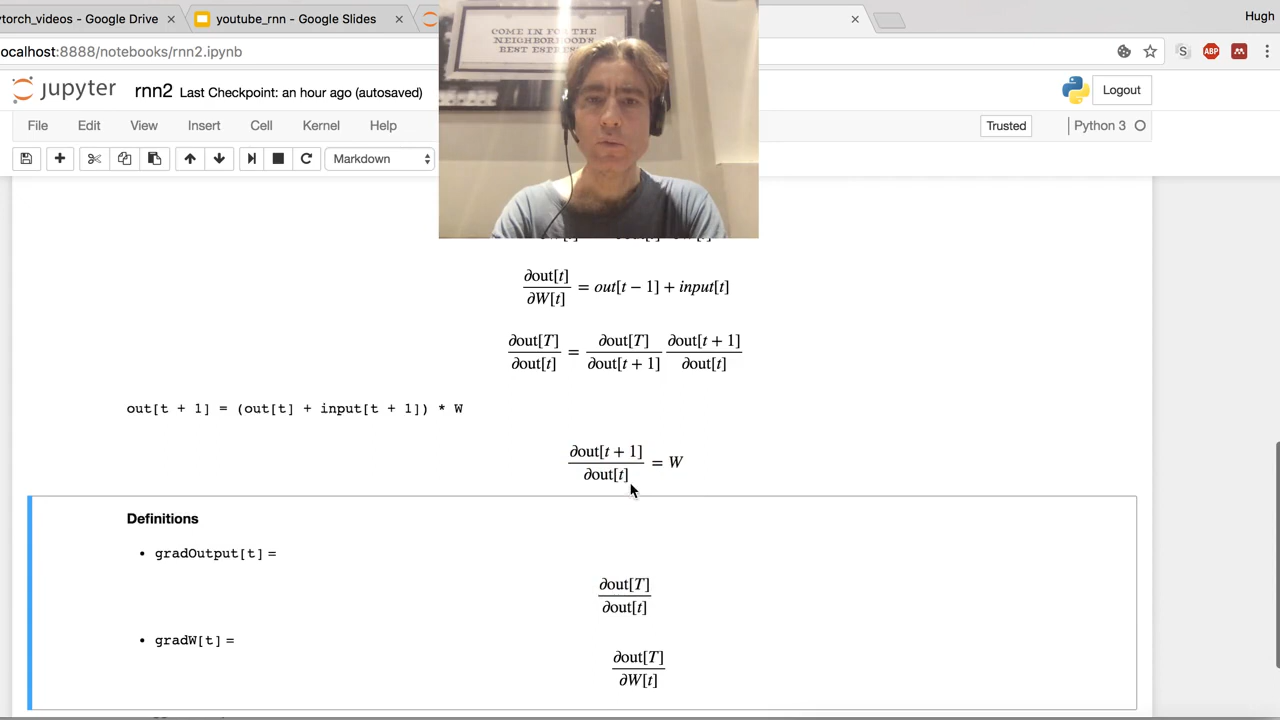 ytorch_videos - Google Drive × youtube_rnn - Google Slides × ×
Hugh
ocalhost:8888/notebooks/rnn2.ipynb
S ABP
COME IN FOR THE
NEIGHBORHOOD'S
BEST ESPRES
jupyter rnn2 Last Checkpoint: an hour ago (autosaved)
Logout
File Edit View Insert Cell Kernel Help
Trusted | Python 3
Markdown
∂out[t]
∂W[t] = out[t − 1] + input[t]
∂out[T] = ∂out[T] ∂out[t + 1]
∂out[t] ∂out[t + 1] ∂out[t]
out[t + 1] = (out[t] + input[t + 1]) * W
∂out[t + 1]
∂out[t] = W
Definitions
• gradOutput[t] =
∂out[T]
∂out[t]
• gradW[t] =
∂out[T]
∂W[t]